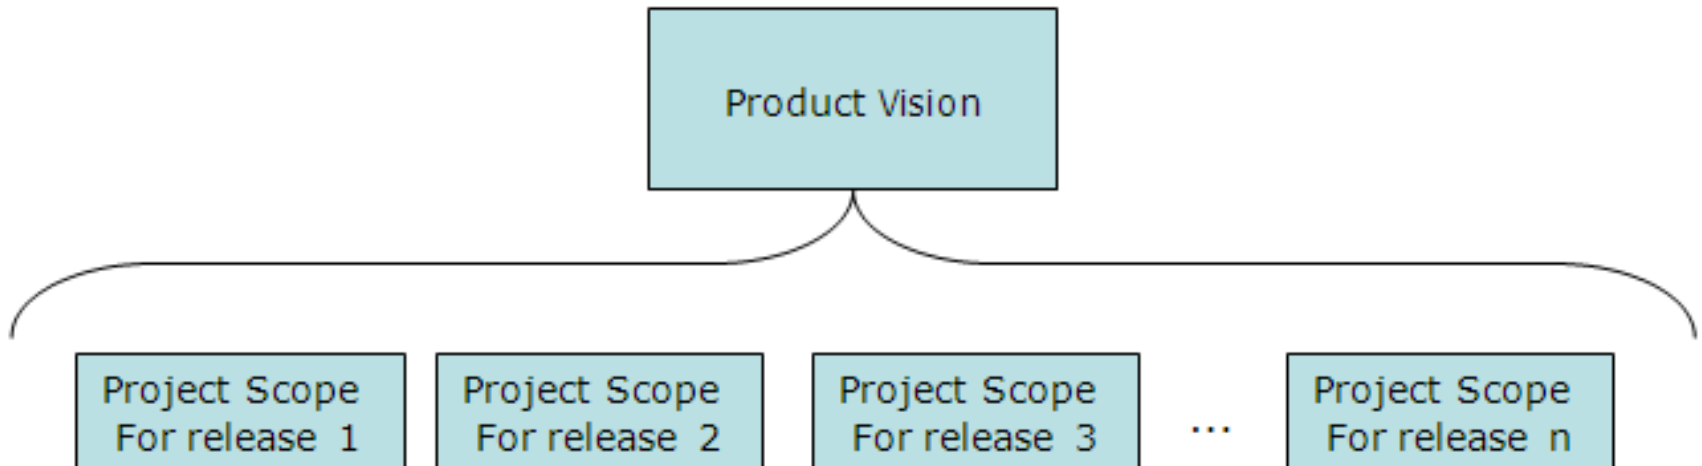 Product Vision
Project Scope
For release 1
Project Scope
For release 2
Project Scope
For release 3
...
Project Scope
For release n